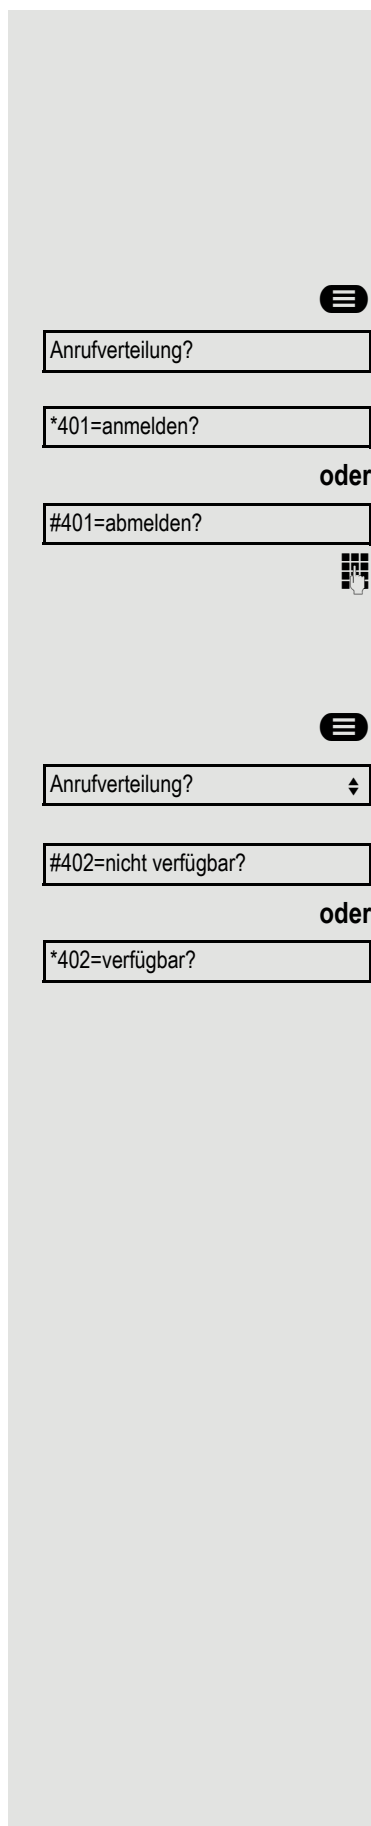 Anrufverteilung?
*401=anmelden?
oder
#401=abmelden?
Anrufverteilung?
#402=nicht verfügbar?
oder
*402=verfügbar?